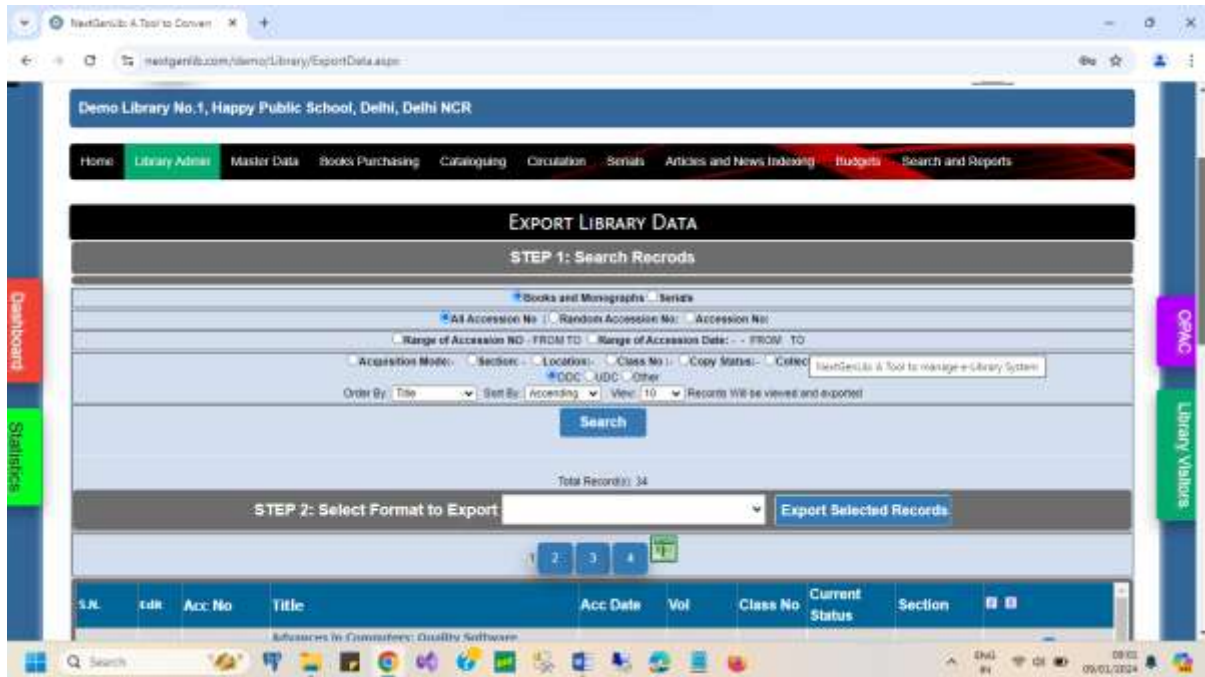 NextGenLib: A Tool to Conver
nextgenlib.com/demo/Library/ExportData.aspx
Demo Library No.1, Happy Public School, Delhi, Delhi NCR
Home Library Admin Master Data Books Purchasing Cataloguing Circulation Serials Articles and News Indexing Budgets Search and Reports
EXPORT LIBRARY DATA
STEP 1: Search Recrods
Books and Monographs Serials
All Accession No : Random Accession No: Accession No:
Range of Accession NO - FROM TO Range of Accession Date: - - FROM TO
Acquisition Mode:- Section: - Location:- Class No :- Copy Status:- Collec
NextGenLib: A Tool to manage e-Library System
DDC UDC Other
Order By: Title Sort By: Ascending View: 10 Records Will be viewed and exported
Search
Total Record(s): 34
STEP 2: Select Format to Export Export Selected Records
1 2 3 4
S.N. Edit Acc No Title Acc Date Vol Class No Current Status Section
Advances in Computers: Quality Software
Dashboard
Statistics
OPAC
Library Visitors
Search
ENG
IN
09/01/2024